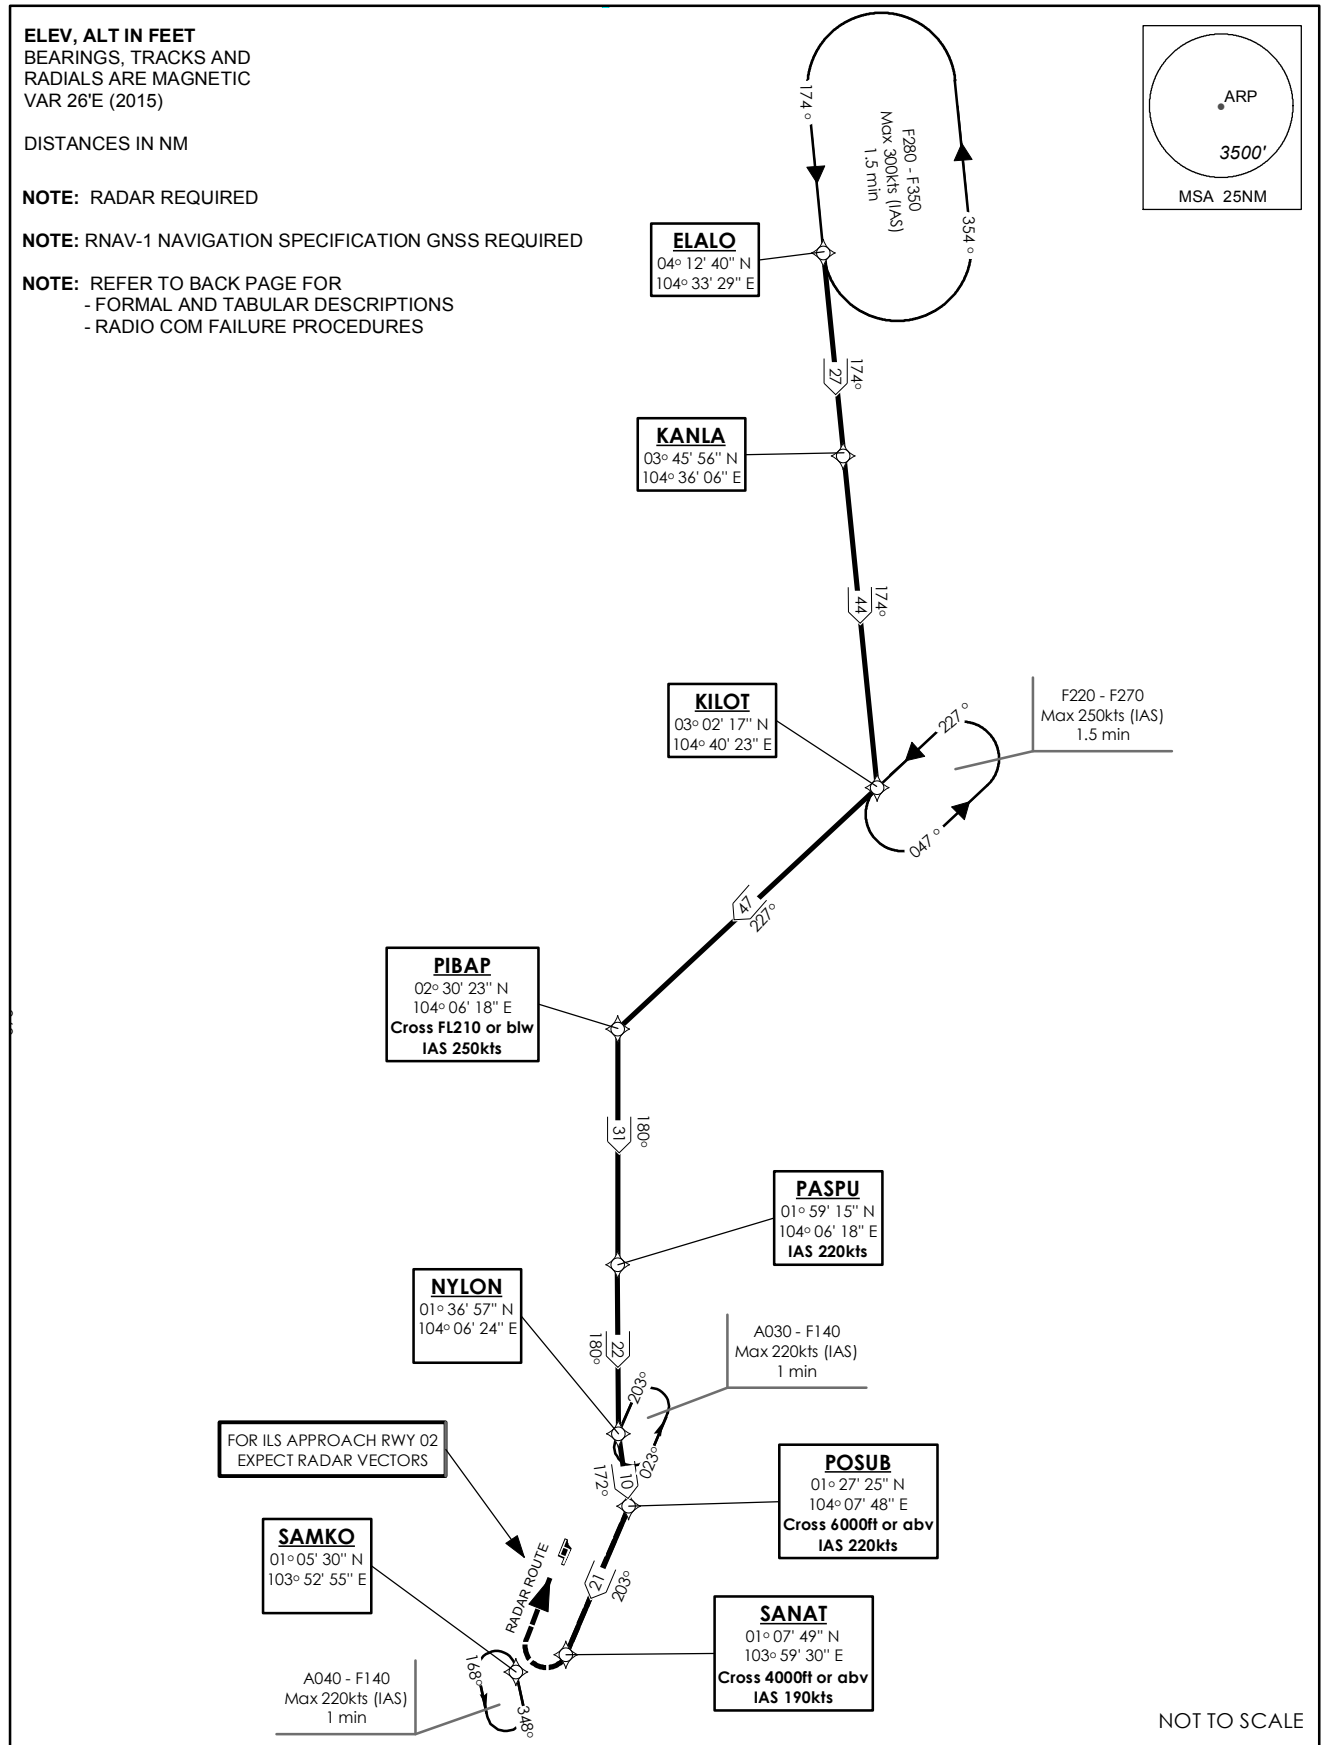 ELEV, ALT IN FEET
BEARINGS, TRACKS AND
RADIALS ARE MAGNETIC
VAR 26'E (2015)
DISTANCES IN NM
NOTE: RADAR REQUIRED
NOTE: RNAV-1 NAVIGATION SPECIFICATION GNSS REQUIRED
NOTE: REFER TO BACK PAGE FOR
- FORMAL AND TABULAR DESCRIPTIONS
- RADIO COM FAILURE PROCEDURES
ARP
3500'
MSA 25NM
174°
F280 - F350
Max 300kts (IAS)
1.5 min
354°
ELALO
04° 12' 40" N
104° 33' 29" E
27
174°
KANLA
03° 45' 56" N
104° 36' 06" E
44
174°
KILOT
03° 02' 17" N
104° 40' 23" E
227°
047°
F220 - F270
Max 250kts (IAS)
1.5 min
47
227°
PIBAP
02° 30' 23" N
104° 06' 18" E
Cross FL210 or blw
IAS 250kts
31
180°
PASPU
01° 59' 15" N
104° 06' 18" E
IAS 220kts
NYLON
01° 36' 57" N
104° 06' 24" E
22
180°
A030 - F140
Max 220kts (IAS)
1 min
203°
023°
10
172°
FOR ILS APPROACH RWY 02
EXPECT RADAR VECTORS
POSUB
01° 27' 25" N
104° 07' 48" E
Cross 6000ft or abv
IAS 220kts
SAMKO
01° 05' 30" N
103° 52' 55" E
RADAR ROUTE
21
203°
SANAT
01° 07' 49" N
103° 59' 30" E
Cross 4000ft or abv
IAS 190kts
168°
348°
A040 - F140
Max 220kts (IAS)
1 min
NOT TO SCALE